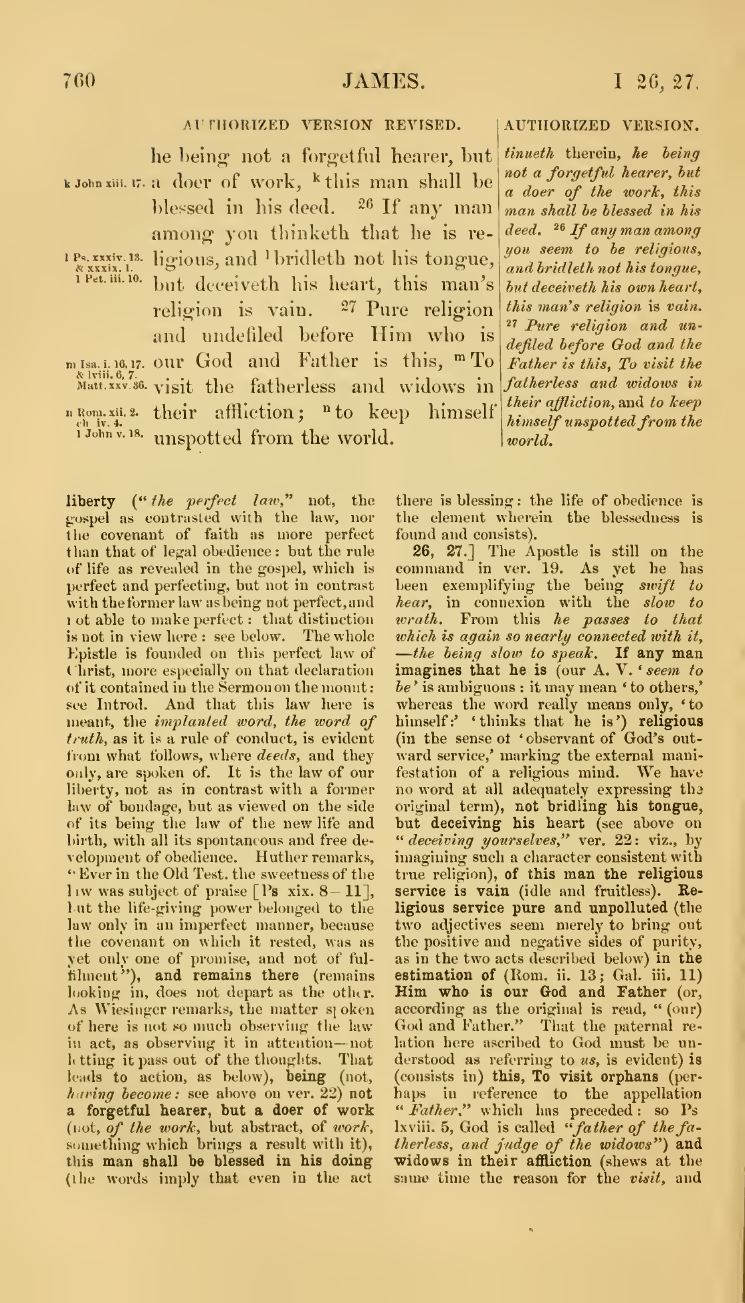 760
JAMES.
I 26, 27.
AUTHORIZED VERSION REVISED.
he being not a forgetful hearer, but
k John xiii. 17. a doer of work, k this man shall be
blessed in his deed. 26 If any man
among you thinketh that he is re-
l Ps. xxxiv. 13. ligious, and l bridleth not his tongue,
& xxxix. 1.
1 Pet. iii. 10. but deceiveth his heart, this man's
religion is vain. 27 Pure religion
and undefiled before Him who is
m Isa. i. 16, 17. our God and Father is this, m To
& lviii. 6, 7.
Matt. xxv. 36. visit the fatherless and widows in
n Rom. xii. 2. their affliction; n to keep himself
ch iv. 4.
1 John v. 18. unspotted from the world.
AUTHORIZED VERSION.
tinueth therein, he being
not a forgetful hearer, but
a doer of the work, this
man shall be blessed in his
deed. 26 If any man among
you seem to be religious,
and bridleth not his tongue,
but deceiveth his own heart,
this man's religion is vain.
27 Pure religion and un-
defiled before God and the
Father is this, To visit the
fatherless and widows in
their affliction, and to keep
himself unspotted from the
world.
liberty ("the perfect law," not, the
gospel as contrasted with the law, nor
the covenant of faith as more perfect
than that of legal obedience: but the rule
of life as revealed in the gospel, which is
perfect and perfecting, but not in contrast
with the former law as being not perfect, and
not able to make perfect: that distinction
is not in view here: see below. The whole
Epistle is founded on this perfect law of
Christ, more especially on that declaration
of it contained in the Sermon on the mount:
see Introd. And that this law here is
meant, the implanted word, the word of
truth, as it is a rule of conduct, is evident
from what follows, where deeds, and they
only, are spoken of. It is the law of our
liberty, not as in contrast with a former
law of bondage, but as viewed on the side
of its being the law of the new life and
birth, with all its spontaneous and free de-
velopment of obedience. Huther remarks,
"Ever in the Old Test. the sweetness of the
law was subject of praise [Ps xix. 8–11],
but the life-giving power belonged to the
law only in an imperfect manner, because
the covenant on which it rested, was as
yet only one of promise, and not of ful-
filment"), and remains there (remains
looking in, does not depart as the other.
As Wiesinger remarks, the matter spoken
of here is not so much observing the law
in act, as observing it in attention—not
letting it pass out of the thoughts. That
leads to action, as below), being (not,
having become: see above on ver. 22) not
a forgetful hearer, but a doer of work
(not, of the work, but abstract, of work,
something which brings a result with it),
this man shall be blessed in his doing
(the words imply that even in the act
there is blessing: the life of obedience is
the element wherein the blessedness is
found and consists).
26, 27.] The Apostle is still on the
command in ver. 19. As yet he has
been exemplifying the being swift to
hear, in connexion with the slow to
wrath. From this he passes to that
which is again so nearly connected with it,
—the being slow to speak. If any man
imagines that he is (our A. V. 'seem to
be' is ambiguous: it may mean 'to others,'
whereas the word really means only, 'to
himself:' 'thinks that he is') religious
(in the sense of 'observant of God's out-
ward service,' marking the external mani-
festation of a religious mind. We have
no word at all adequately expressing the
original term), not bridling his tongue,
but deceiving his heart (see above on
"deceiving yourselves," ver. 22: viz., by
imagining such a character consistent with
true religion), of this man the religious
service is vain (idle and fruitless). Re-
ligious service pure and unpolluted (the
two adjectives seem merely to bring out
the positive and negative sides of purity,
as in the two acts described below) in the
estimation of (Rom. ii. 13; Gal. iii. 11)
Him who is our God and Father (or,
according as the original is read, "(our)
God and Father." That the paternal re-
lation here ascribed to God must be un-
derstood as referring to us, is evident) is
(consists in) this, To visit orphans (per-
haps in reference to the appellation
"Father," which has preceded: so Ps
lxviii. 5, God is called "father of the fa-
therless, and judge of the widows") and
widows in their affliction (shews at the
same time the reason for the visit, and